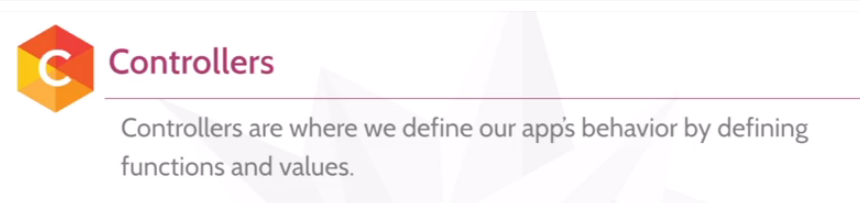 C
Controllers
Controllers are where we define our app's behavior by defining
functions and values.